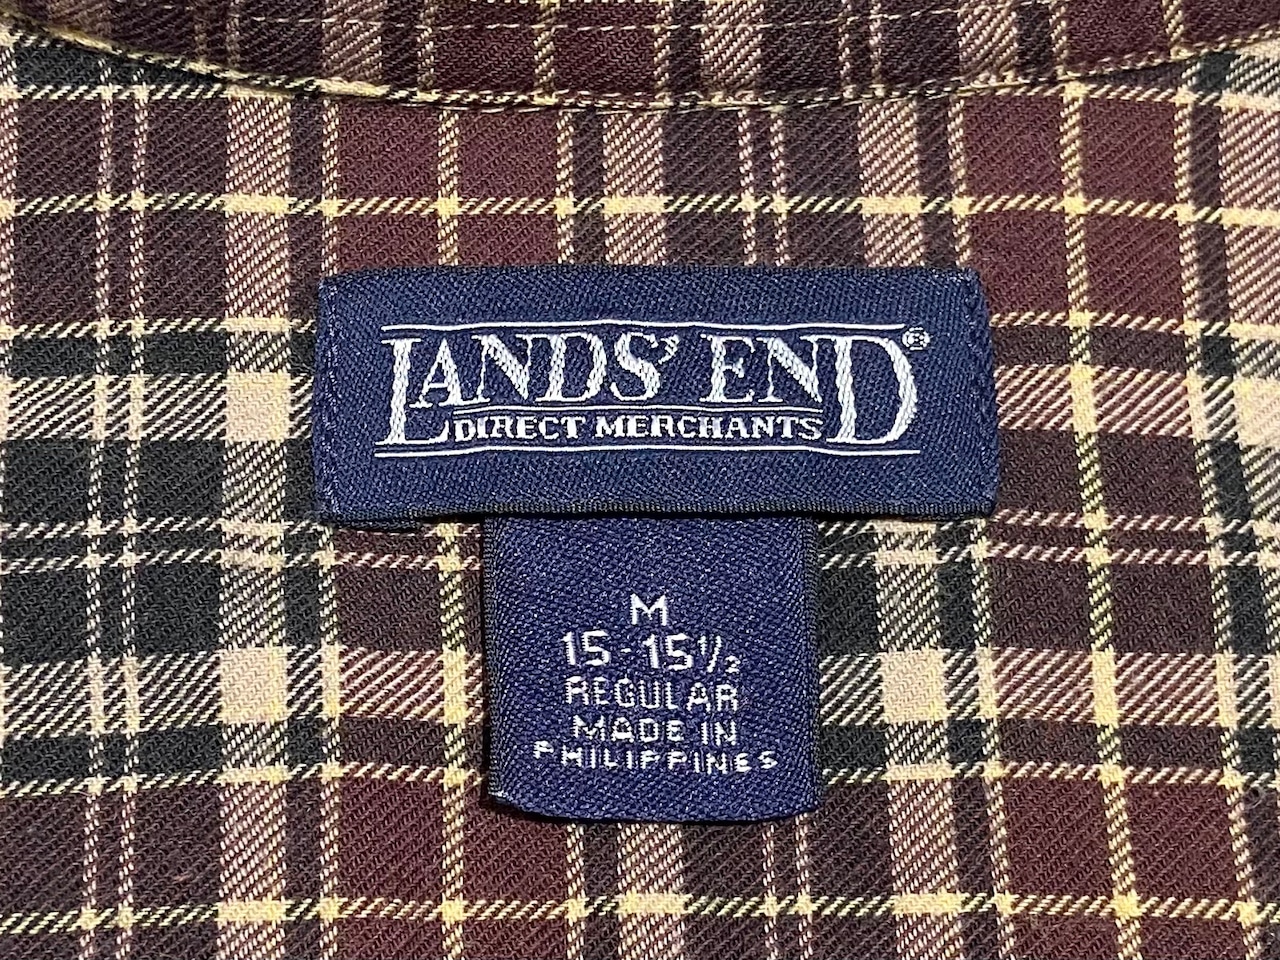 LANDS' END®
DIRECT MERCHANTS
M
15-15½
REGULAR
MADE IN
PHILIPPINES